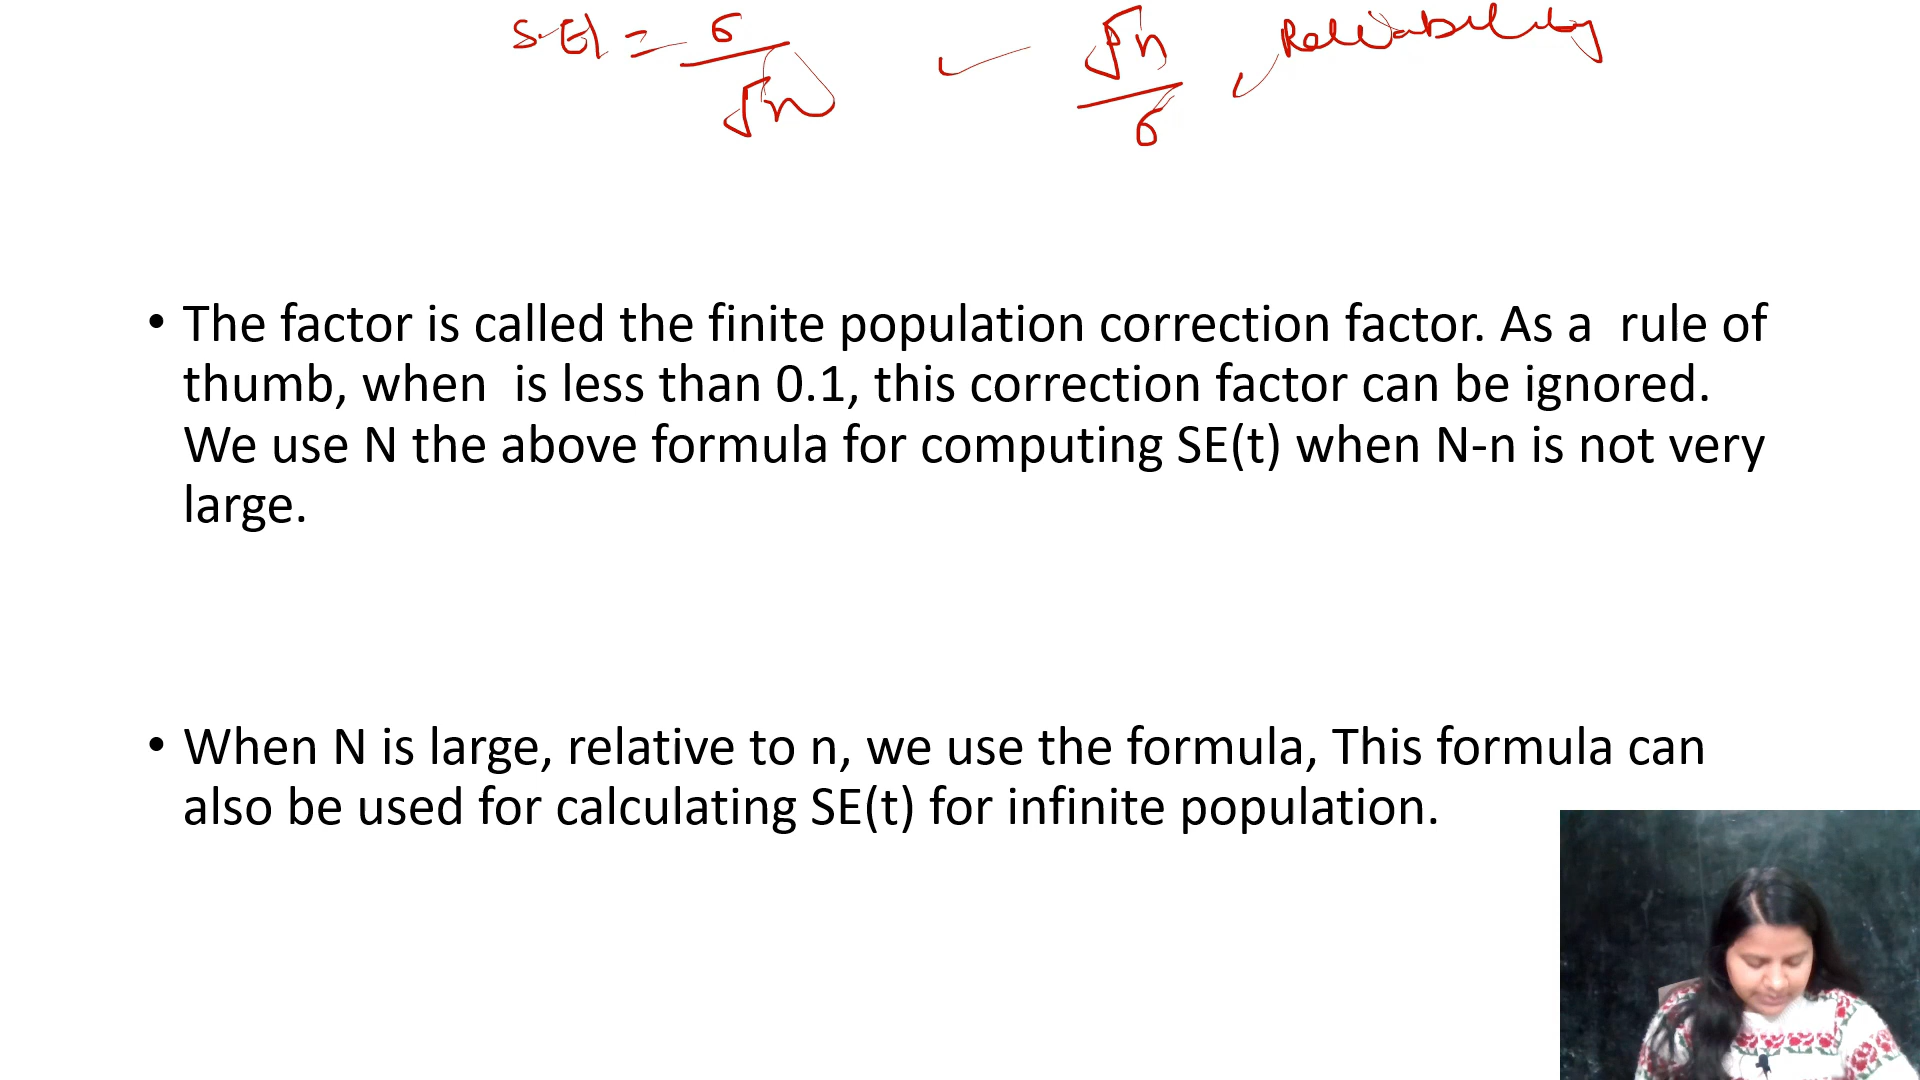 S.E = σ/√n √n/σ Reliability
• The factor is called the finite population correction factor. As a rule of
thumb, when is less than 0.1, this correction factor can be ignored.
We use N the above formula for computing SE(t) when N-n is not very
large.
• When N is large, relative to n, we use the formula, This formula can
also be used for calculating SE(t) for infinite population.